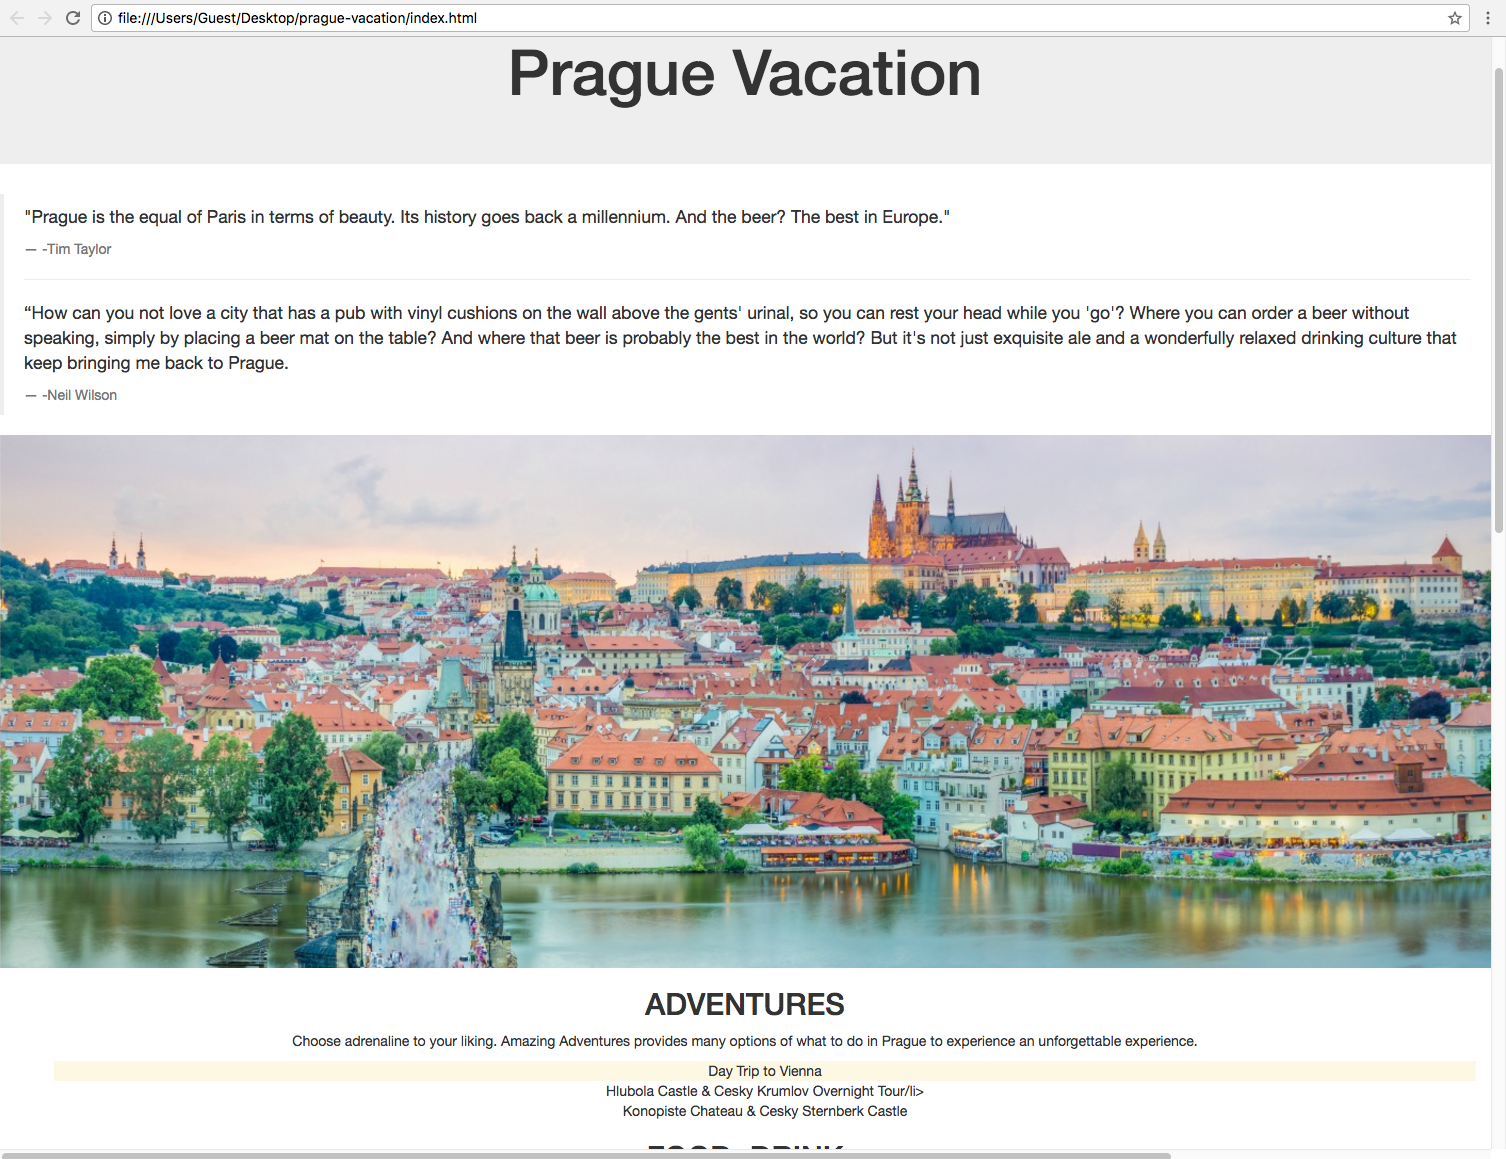 file:///Users/Guest/Desktop/prague-vacation/index.html
Prague Vacation
"Prague is the equal of Paris in terms of beauty. Its history goes back a millennium. And the beer? The best in Europe."
— -Tim Taylor
“How can you not love a city that has a pub with vinyl cushions on the wall above the gents' urinal, so you can rest your head while you 'go'? Where you can order a beer without
speaking, simply by placing a beer mat on the table? And where that beer is probably the best in the world? But it's not just exquisite ale and a wonderfully relaxed drinking culture that
keep bringing me back to Prague.
— -Neil Wilson
ADVENTURES
Choose adrenaline to your liking. Amazing Adventures provides many options of what to do in Prague to experience an unforgettable experience.
Day Trip to Vienna
Hlubola Castle & Cesky Krumlov Overnight Tour/li>
Konopiste Chateau & Cesky Sternberk Castle